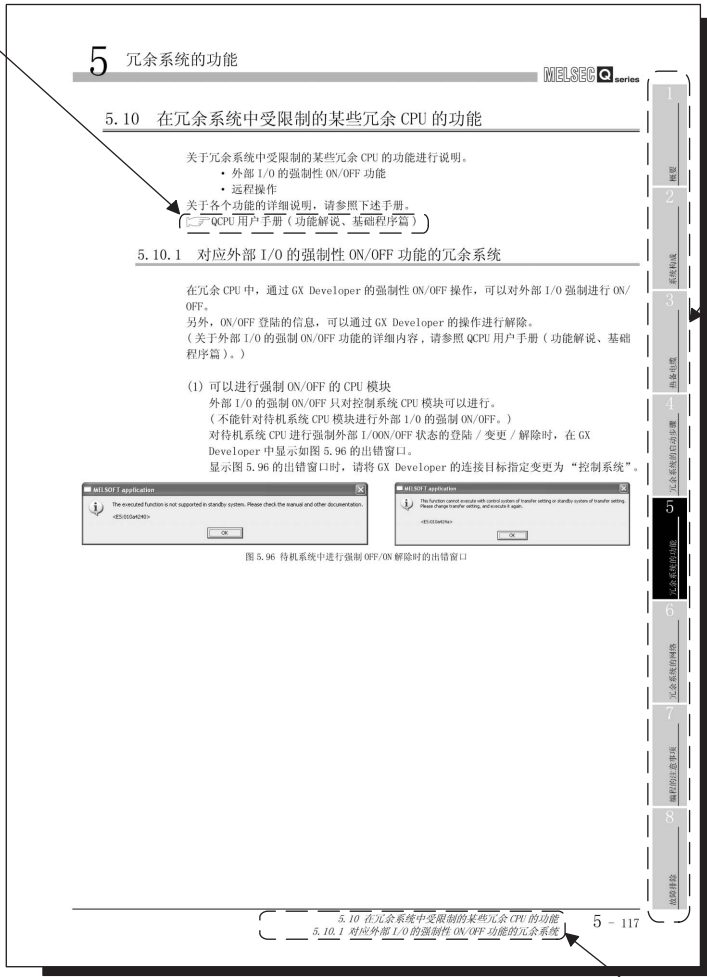 5 冗余系统的功能
MELSEC Q series
5.10 在冗余系统中受限制的某些冗余 CPU 的功能
关于冗余系统中受限制的某些冗余 CPU 的功能进行说明。
• 外部 I/O 的强制性 ON/OFF 功能
• 远程操作
关于各个功能的详细说明，请参照下述手册。
☞ QCPU 用户手册 ( 功能解说、基础程序篇 )
5.10.1 对应外部 I/O 的强制性 ON/OFF 功能的冗余系统
在冗余 CPU 中，通过 GX Developer 的强制性 ON/OFF 操作，可以对外部 I/O 强制进行 ON/
OFF。
另外，ON/OFF 登陆的信息，可以通过 GX Developer 的操作进行解除。
( 关于外部 I/O 的强制 ON/OFF 功能的详细内容 , 请参照 QCPU 用户手册 ( 功能解说、基础
程序篇 )。)
(1) 可以进行强制 ON/OFF 的 CPU 模块
外部 I/O 的强制 ON/OFF 只对控制系统 CPU 模块可以进行。
( 不能针对待机系统 CPU 模块进行外部 I/O 的强制 ON/OFF。)
对待机系统 CPU 进行强制外部 I/OON/OFF 状态的登陆 / 变更 / 解除时，在 GX
Developer 中显示如图 5.96 的出错窗口。
显示图 5.96 的出错窗口时，请将 GX Developer 的连接目标指定变更为 “控制系统”。
MELSOFT application
The executed function is not supported in standby system. Please check the manual and other documentation.
<ES:010a4240>
OK
MELSOFT application
The function cannot execute with control system of transfer setting or standby system of transfer setting.
Please change transfer setting, and execute it again.
<ES:010a424a>
OK
图 5.96 待机系统中进行强制 OFF/ON 解除时的出错窗口
1
概要
2
系统构成
3
热备电缆
4
冗余系统的启动步骤
5
冗余系统的功能
6
冗余系统的网络
7
编程的注意事项
8
故障排除
5.10 在冗余系统中受限制的某些冗余 CPU 的功能
5.10.1 对应外部 I/O 的强制性 ON/OFF 功能的冗余系统
5 - 117